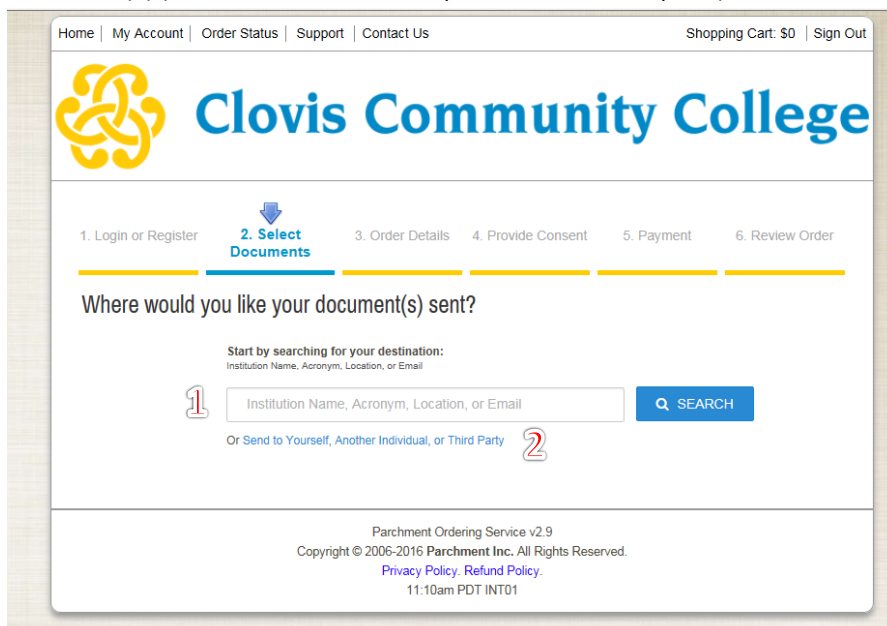 Home | My Account | Order Status | Support | Contact Us Shopping Cart: $0 | Sign Out
Clovis Community College
1. Login or Register 2. Select Documents 3. Order Details 4. Provide Consent 5. Payment 6. Review Order
Where would you like your document(s) sent?
Start by searching for your destination:
Institution Name, Acronym, Location, or Email
1 Institution Name, Acronym, Location, or Email SEARCH
Or Send to Yourself, Another Individual, or Third Party 2
Parchment Ordering Service v2.9
Copyright © 2006-2016 Parchment Inc. All Rights Reserved.
Privacy Policy. Refund Policy.
11:10am PDT INT01